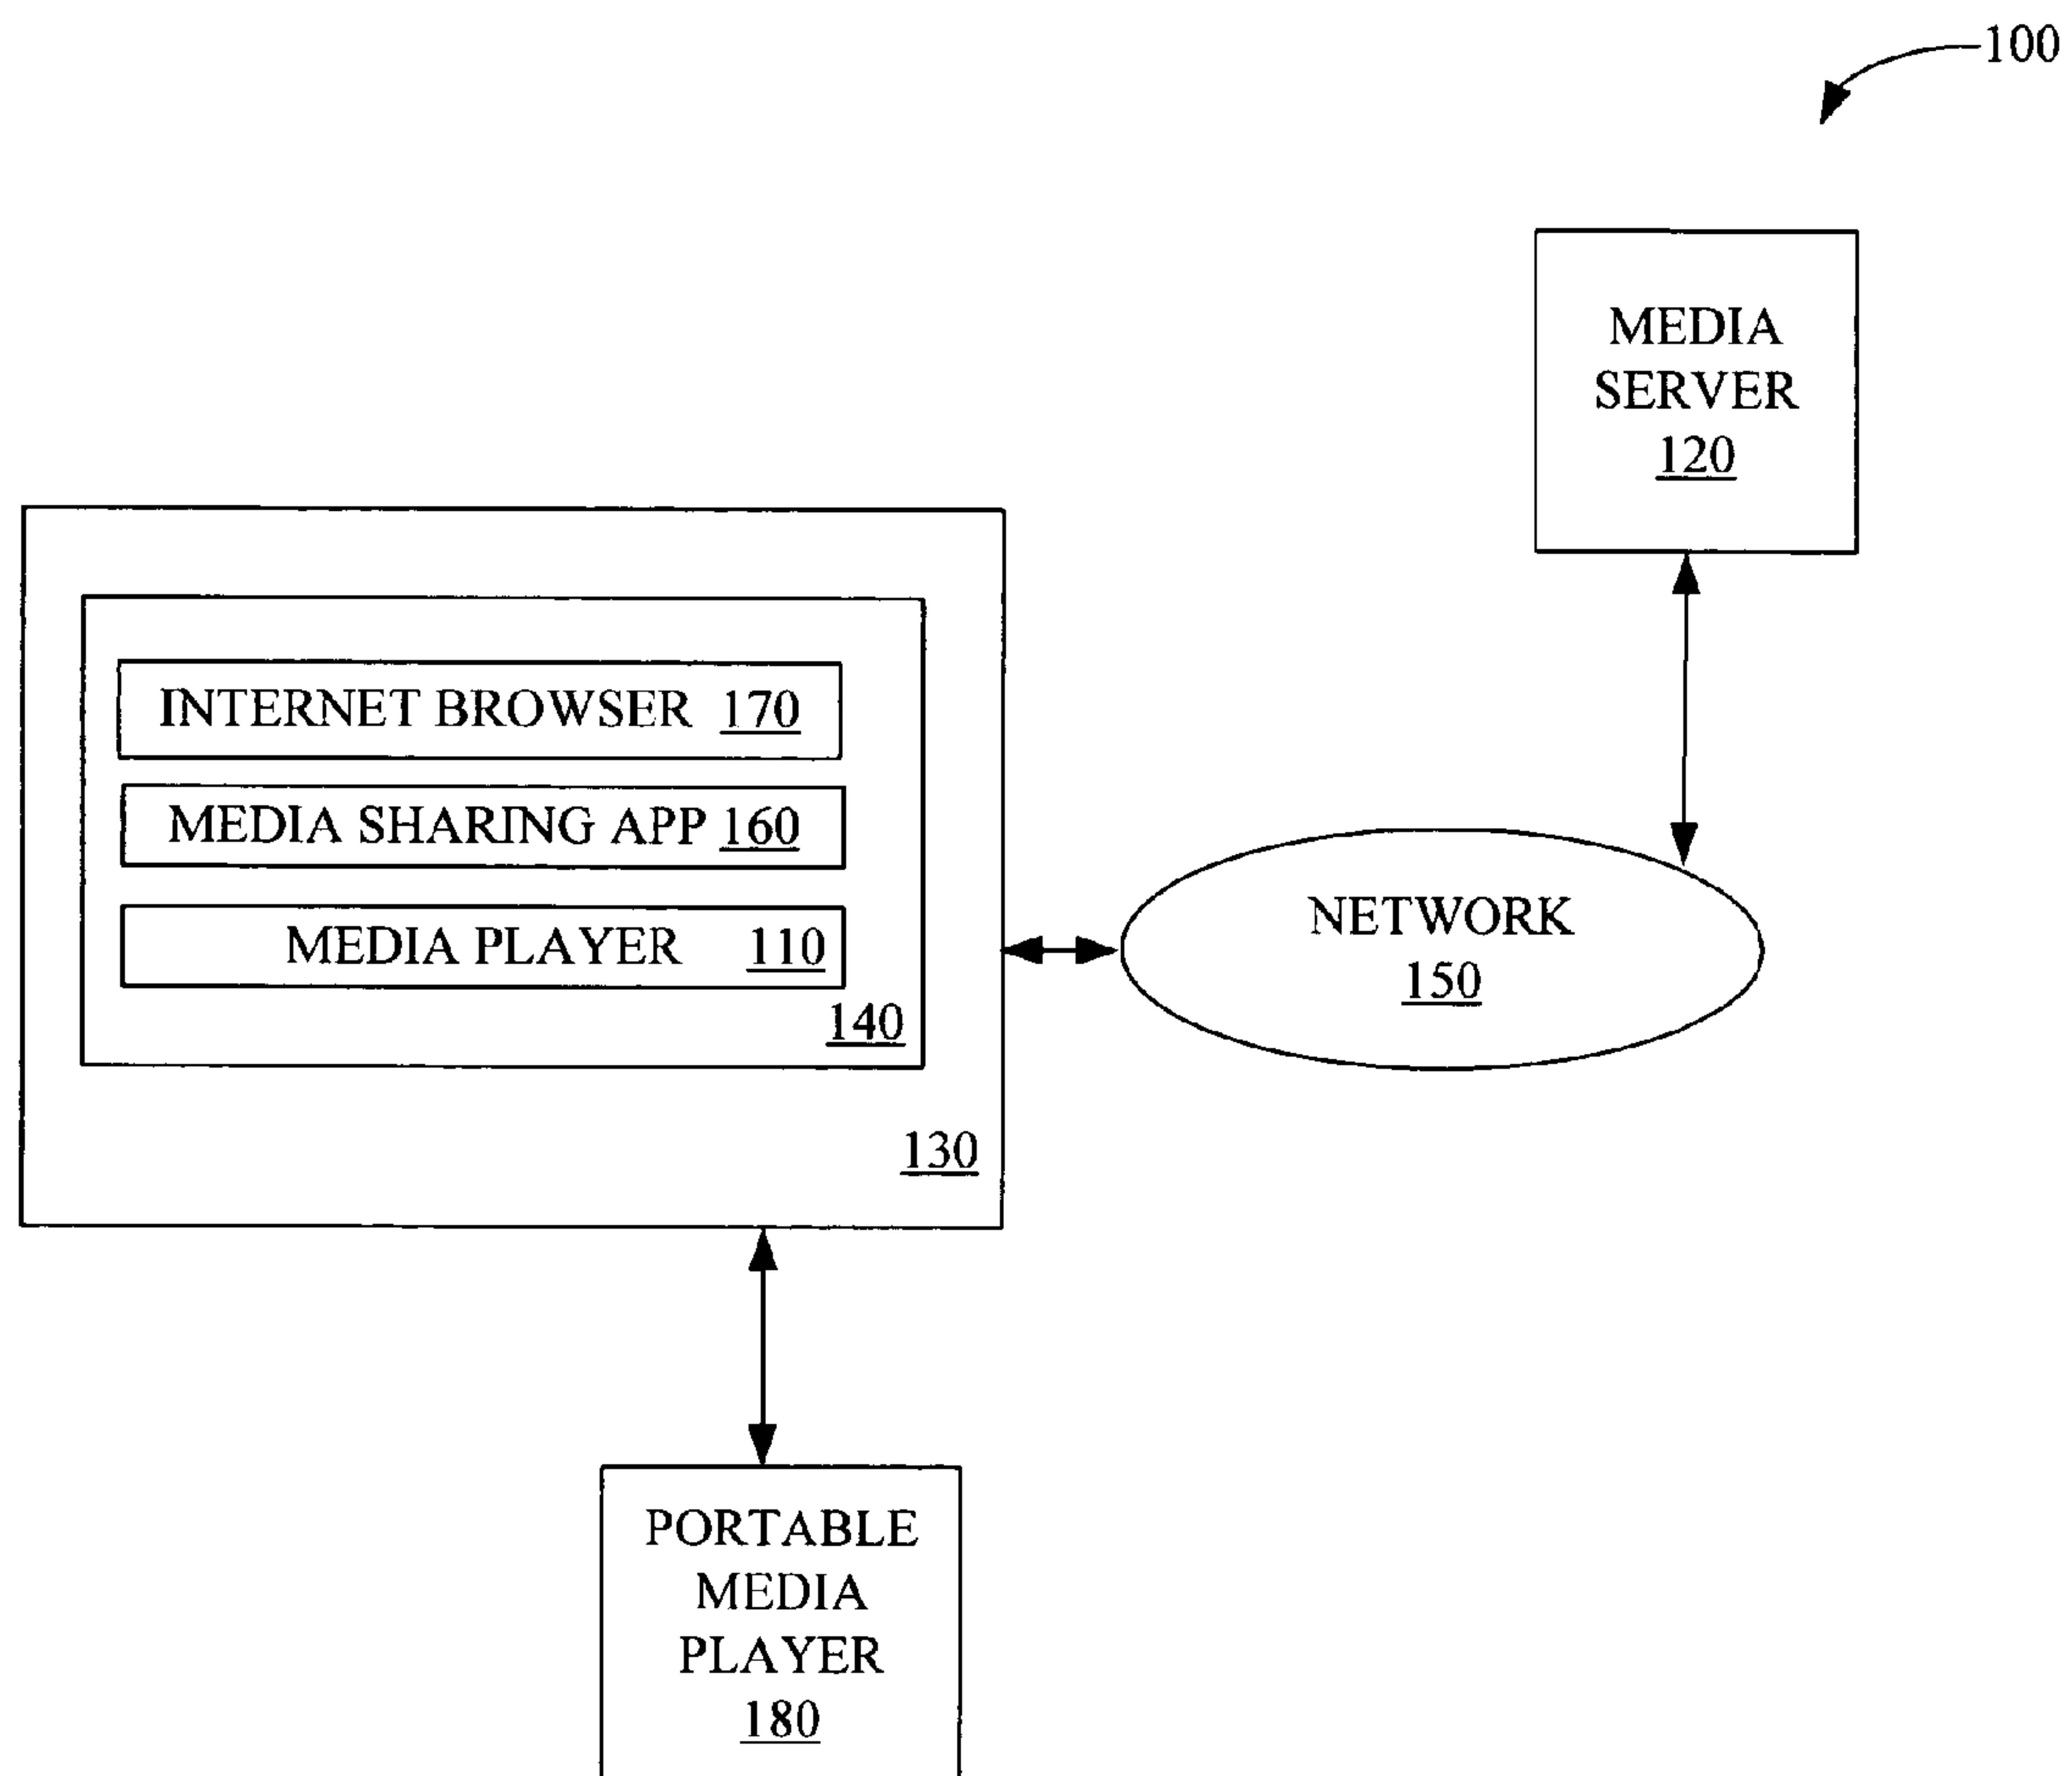 100
MEDIA
SERVER
120
INTERNET BROWSER 170
MEDIA SHARING APP 160
MEDIA PLAYER 110
140
130
NETWORK
150
PORTABLE
MEDIA
PLAYER
180